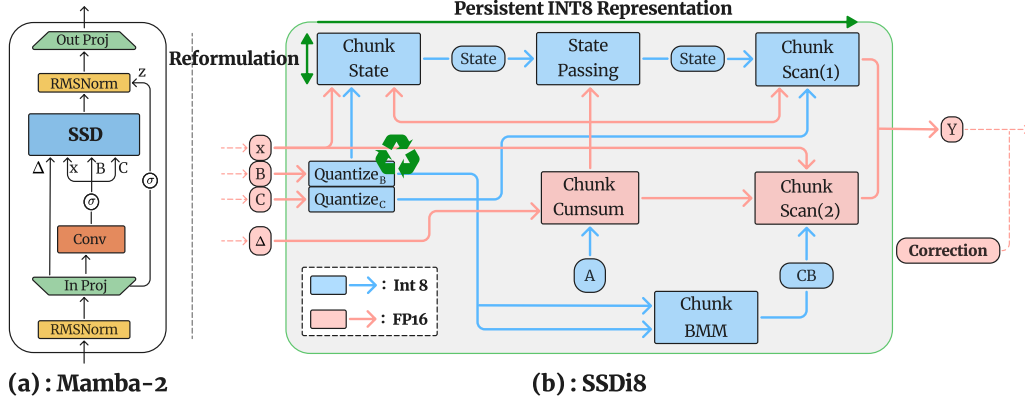 Out Proj
z
RMSNorm
SSD
Δ
x
B
C
σ
σ
Conv
In Proj
RMSNorm
(a) : Mamba-2
Persistent INT8 Representation
Reformulation
Chunk
State
State
State
Passing
State
Chunk
Scan(1)
x
B
C
Δ
Quantize_B
Quantize_C
Chunk
Cumsum
Chunk
Scan(2)
Y
Correction
A
CB
Chunk
BMM
: Int 8
: FP16
(b) : SSDi8